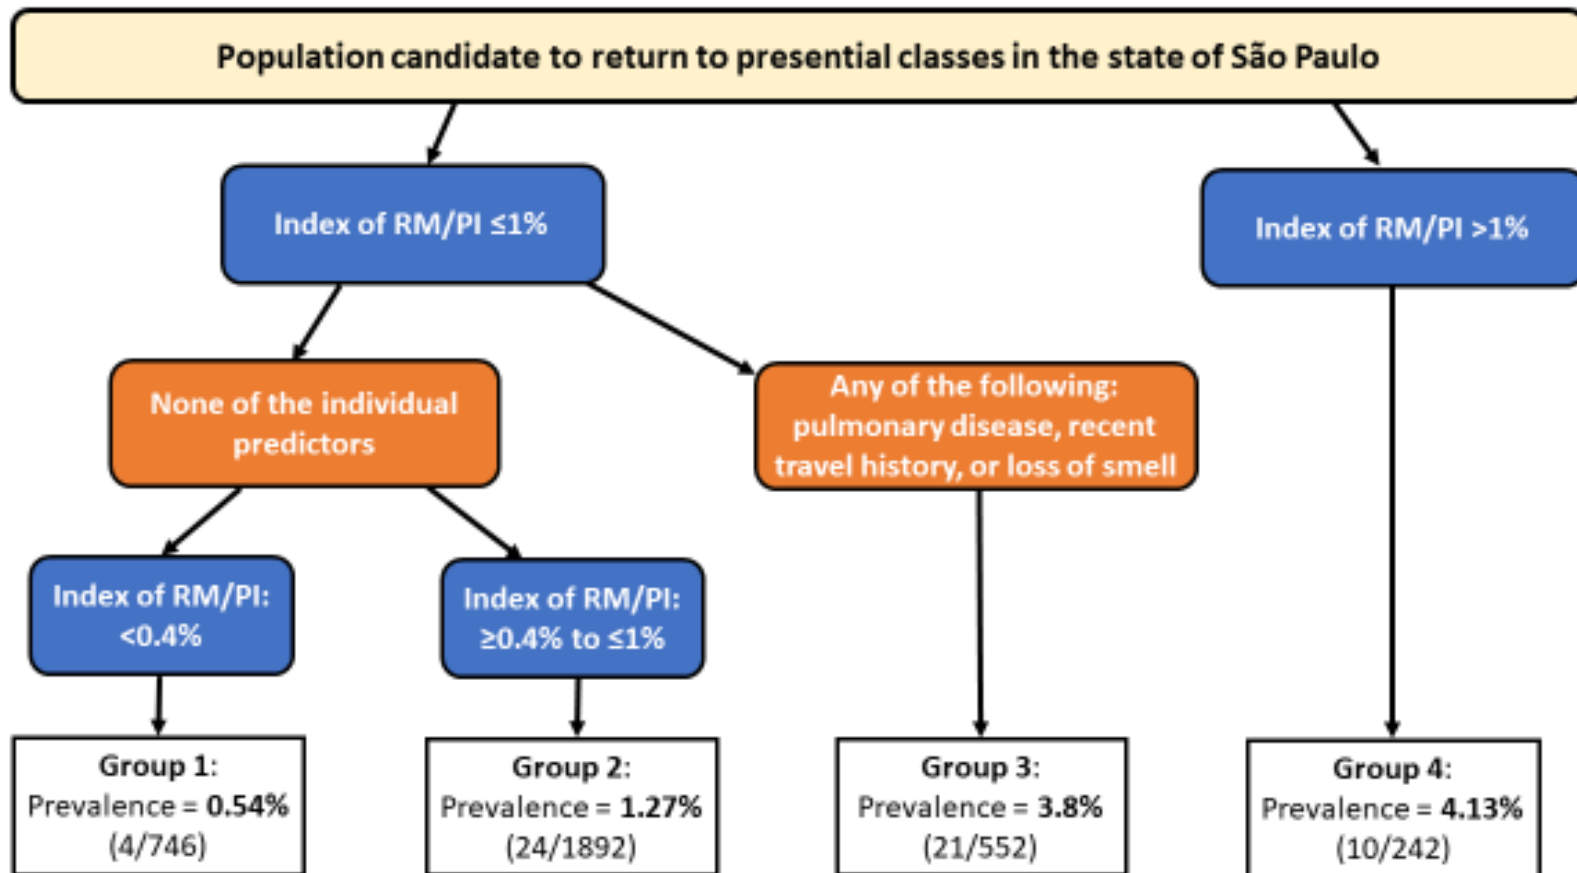 Population candidate to return to presential classes in the state of São Paulo
Index of RM/PI ≤1%
Index of RM/PI >1%
None of the individual
predictors
Any of the following:
pulmonary disease, recent
travel history, or loss of smell
Index of RM/PI:
<0.4%
Index of RM/PI:
≥0.4% to ≤1%
Group 1:
Prevalence = 0.54%
(4/746)
Group 2:
Prevalence = 1.27%
(24/1892)
Group 3:
Prevalence = 3.8%
(21/552)
Group 4:
Prevalence = 4.13%
(10/242)